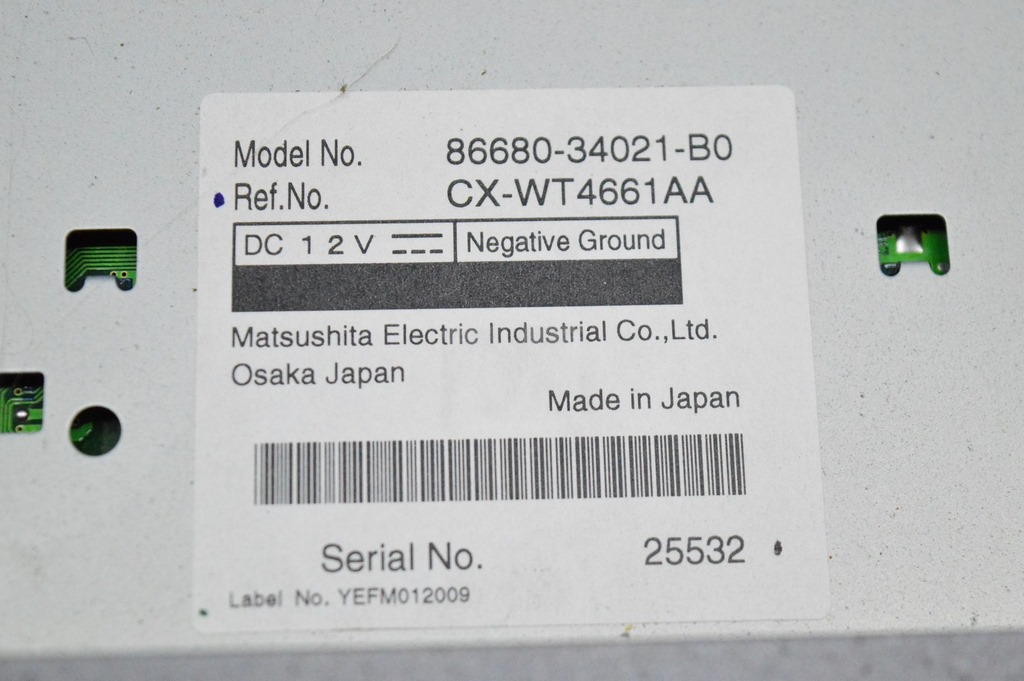 Model No. 86680-34021-B0
Ref.No. CX-WT4661AA
DC 12V Negative Ground
Matsushita Electric Industrial Co.,Ltd.
Osaka Japan
Made in Japan
Serial No. 25532
Label No. YEFM012009